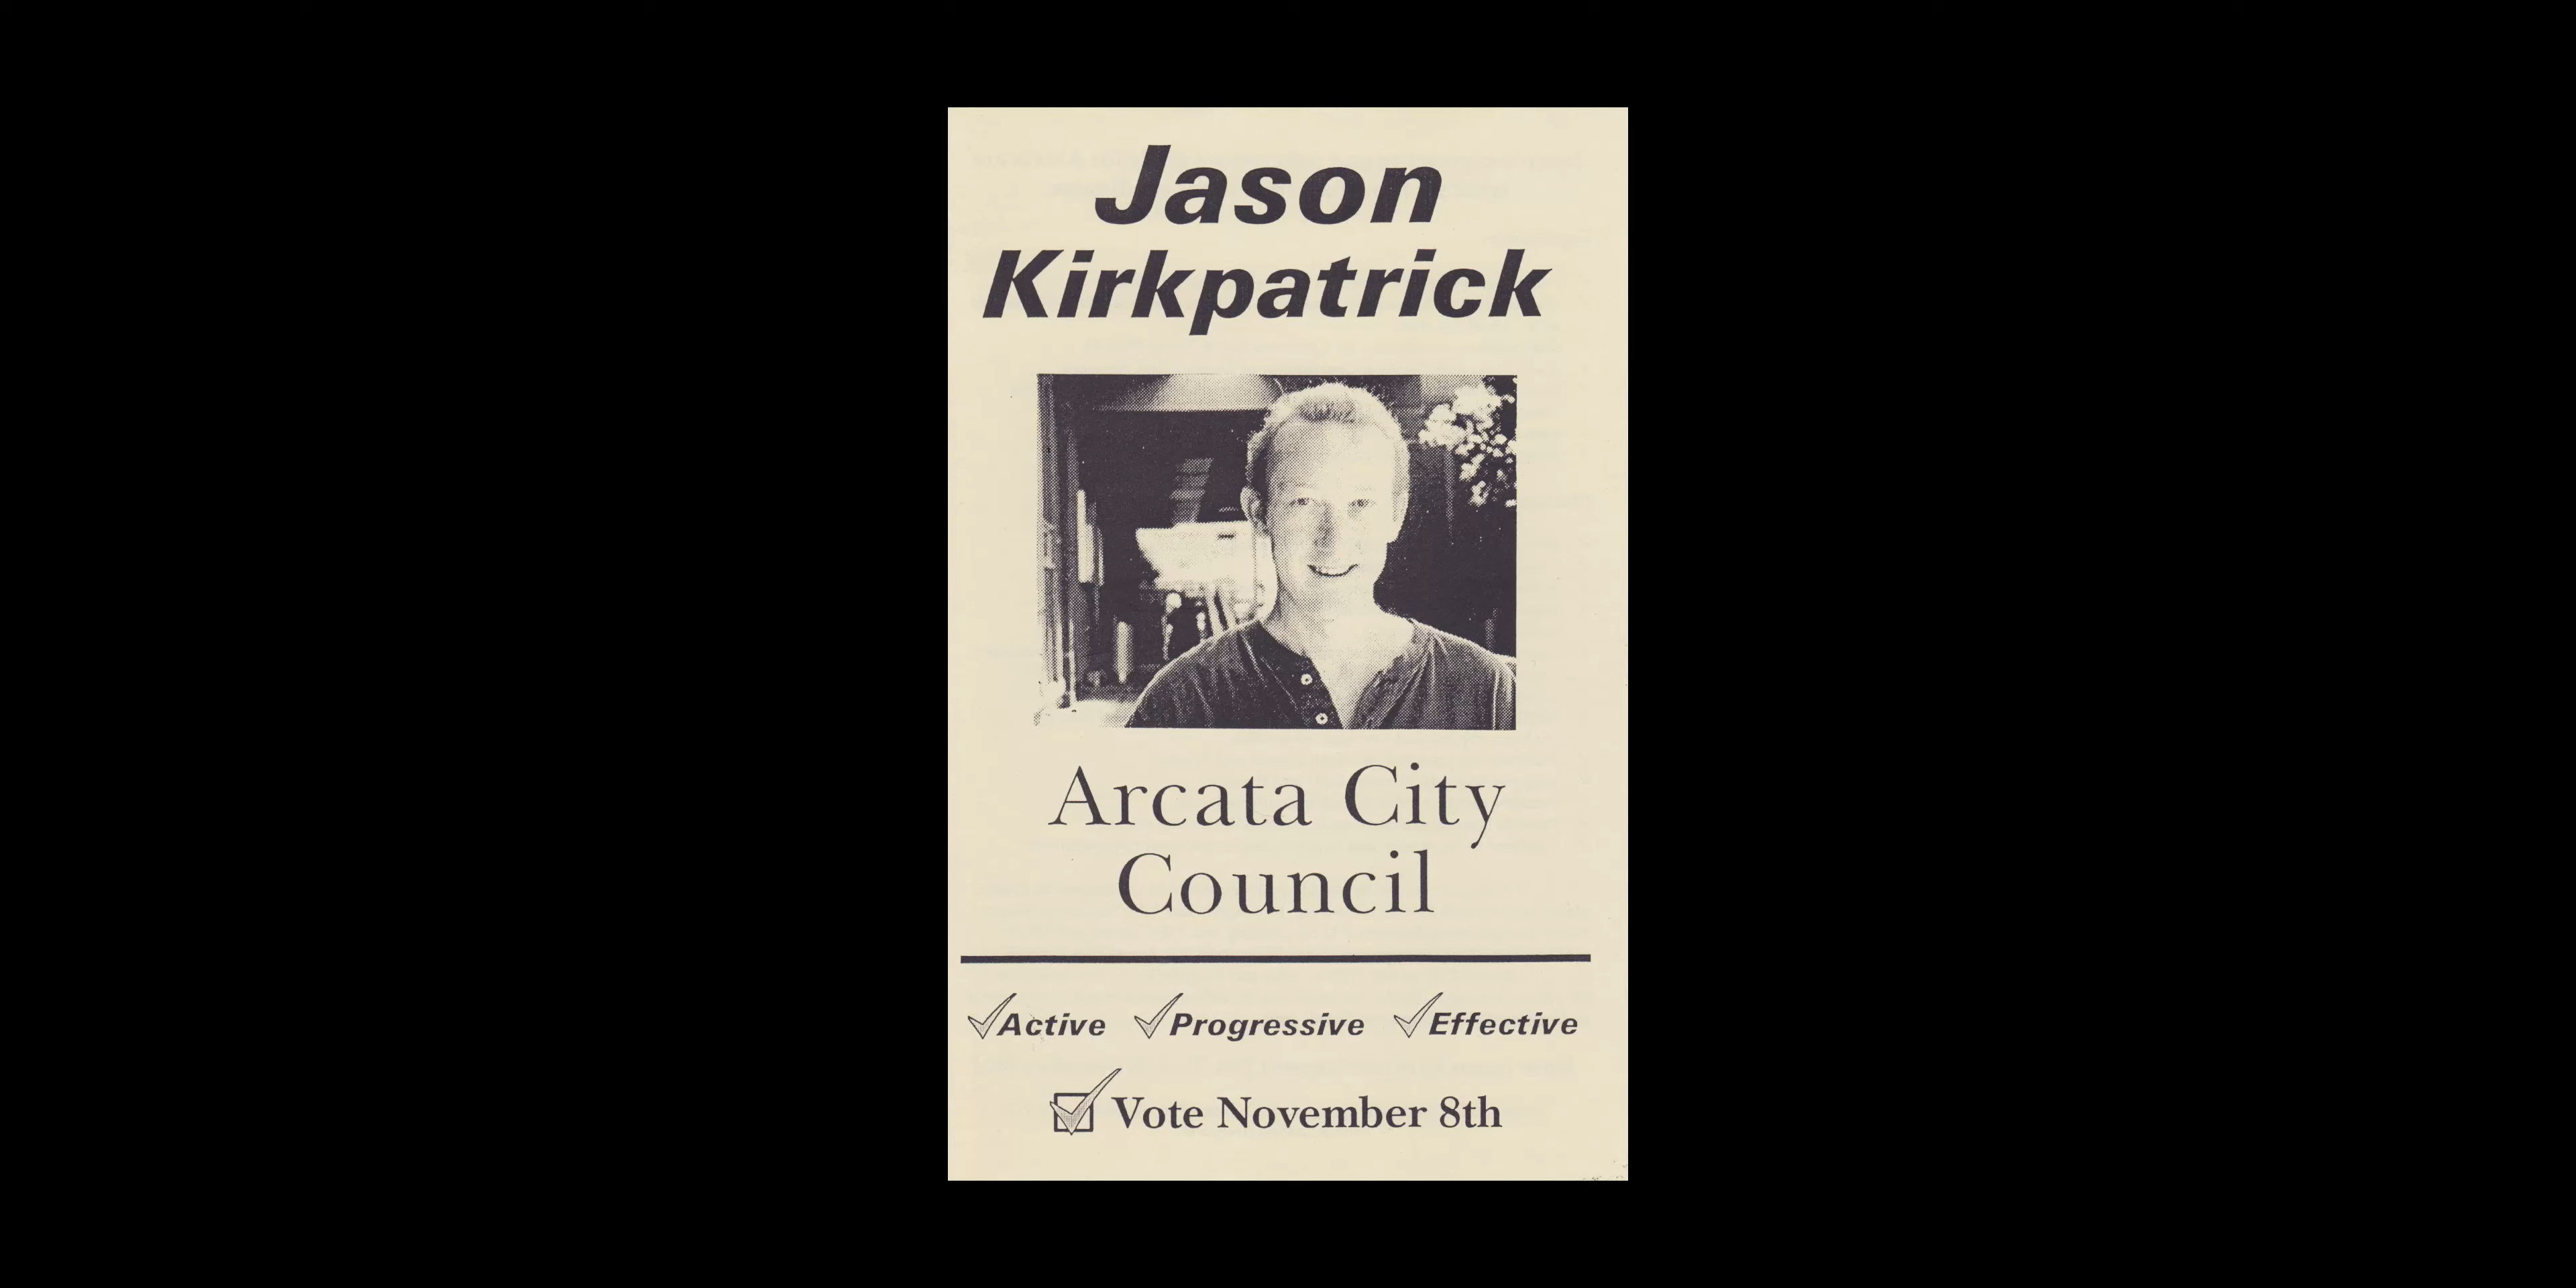 Jason
Kirkpatrick
Arcata City
Council
Active Progressive Effective
Vote November 8th